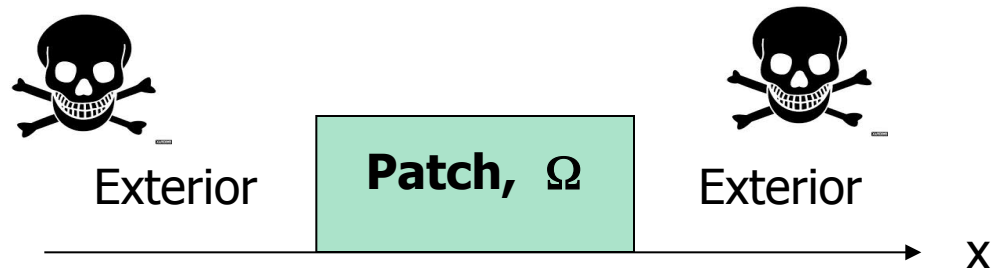 Exterior
Patch, Ω
Exterior
x